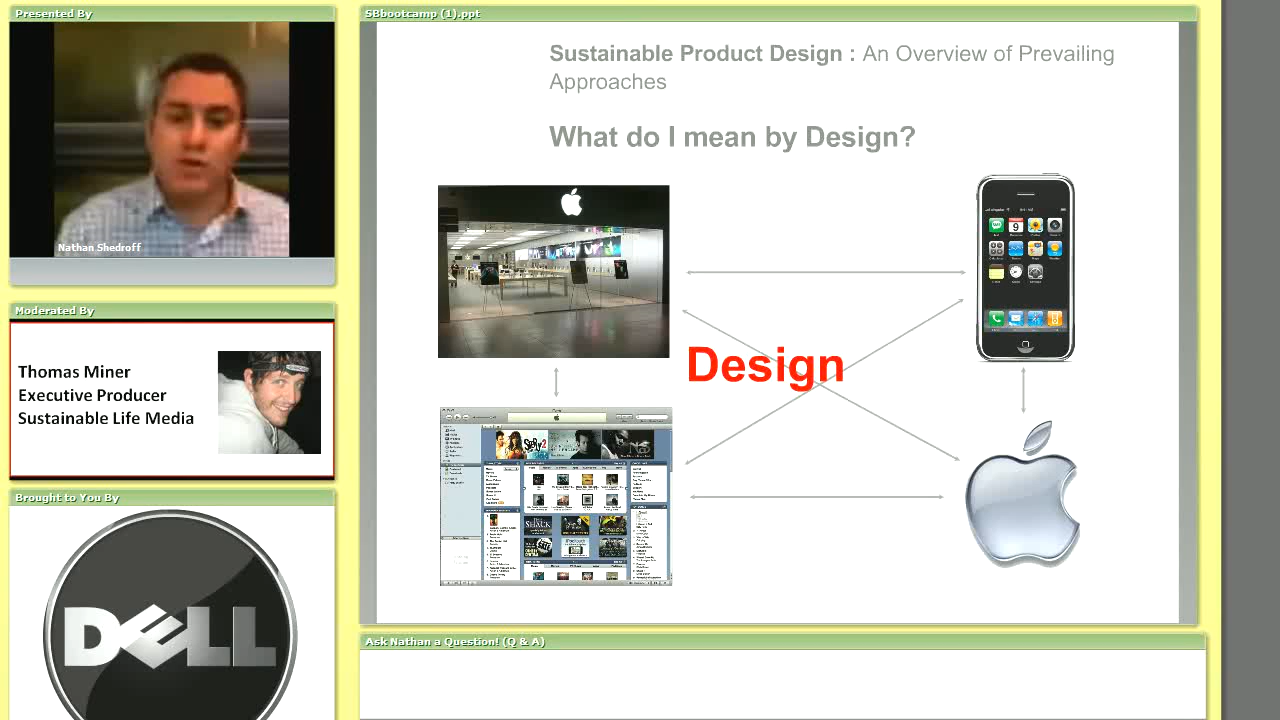 Presented By
Nathan Shedroff
Moderated By
Thomas Miner
Executive Producer
Sustainable Life Media
Brought to You By
DELL
SBbootcamp (1).ppt
Sustainable Product Design : An Overview of Prevailing
Approaches
What do I mean by Design?
9
Design
Ask Nathan a Question! (Q & A)